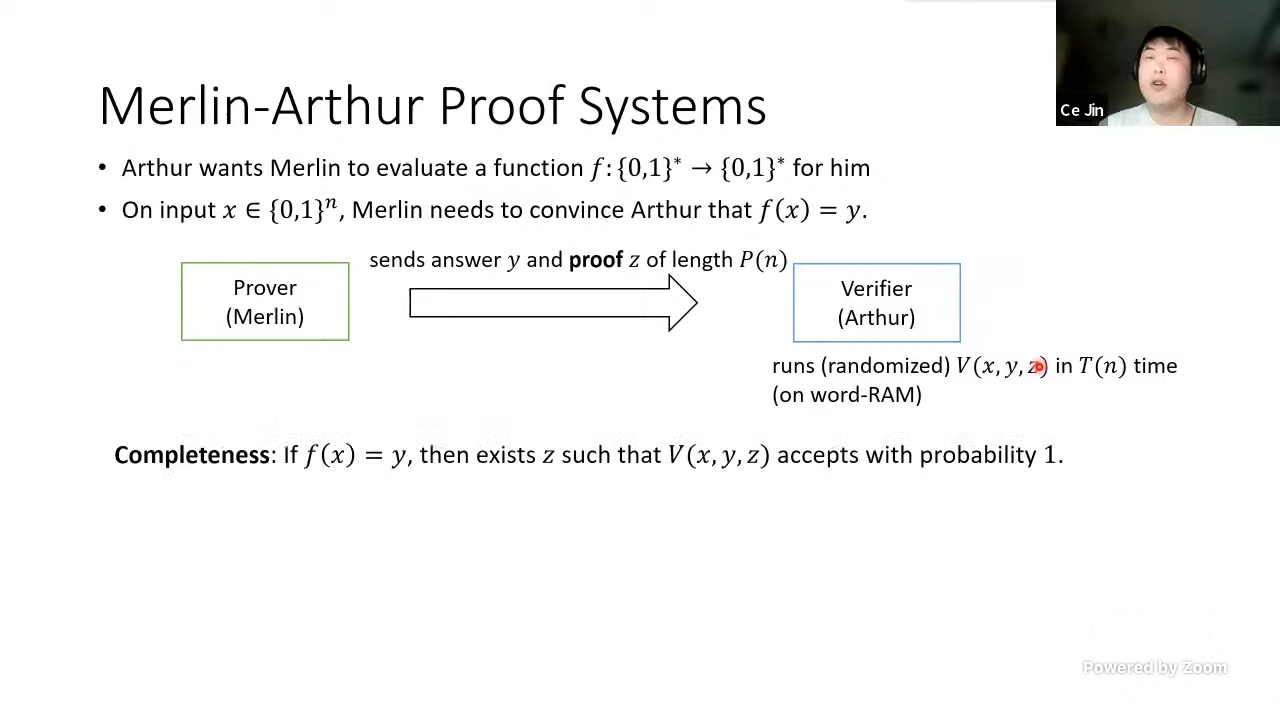 Ce Jin
Merlin-Arthur Proof Systems
• Arthur wants Merlin to evaluate a function f: {0,1}* → {0,1}* for him
• On input x ∈ {0,1}ⁿ, Merlin needs to convince Arthur that f(x) = y.
sends answer y and proof z of length P(n)
Prover
(Merlin)
Verifier
(Arthur)
runs (randomized) V(x, y, z) in T(n) time
(on word-RAM)
Completeness: If f(x) = y, then exists z such that V(x, y, z) accepts with probability 1.
Powered by Zoom